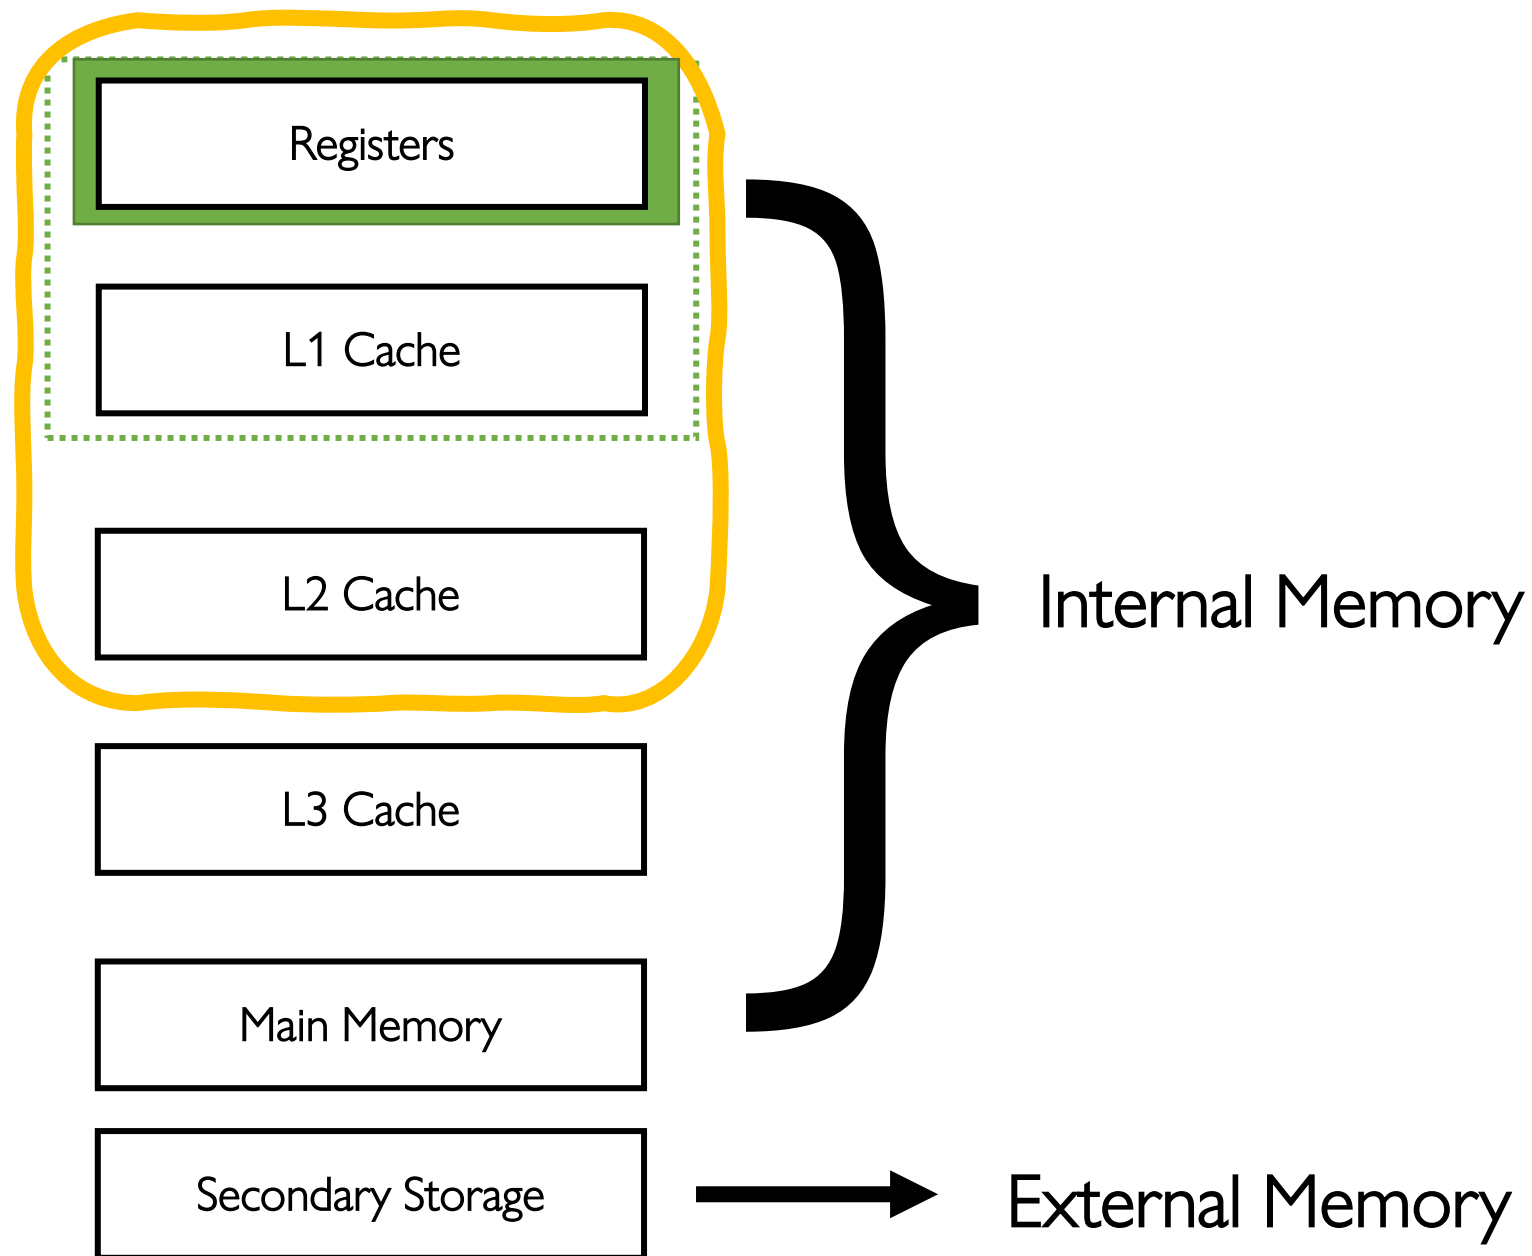 Registers
L1 Cache
L2 Cache
Internal Memory
L3 Cache
Main Memory
Secondary Storage
External Memory